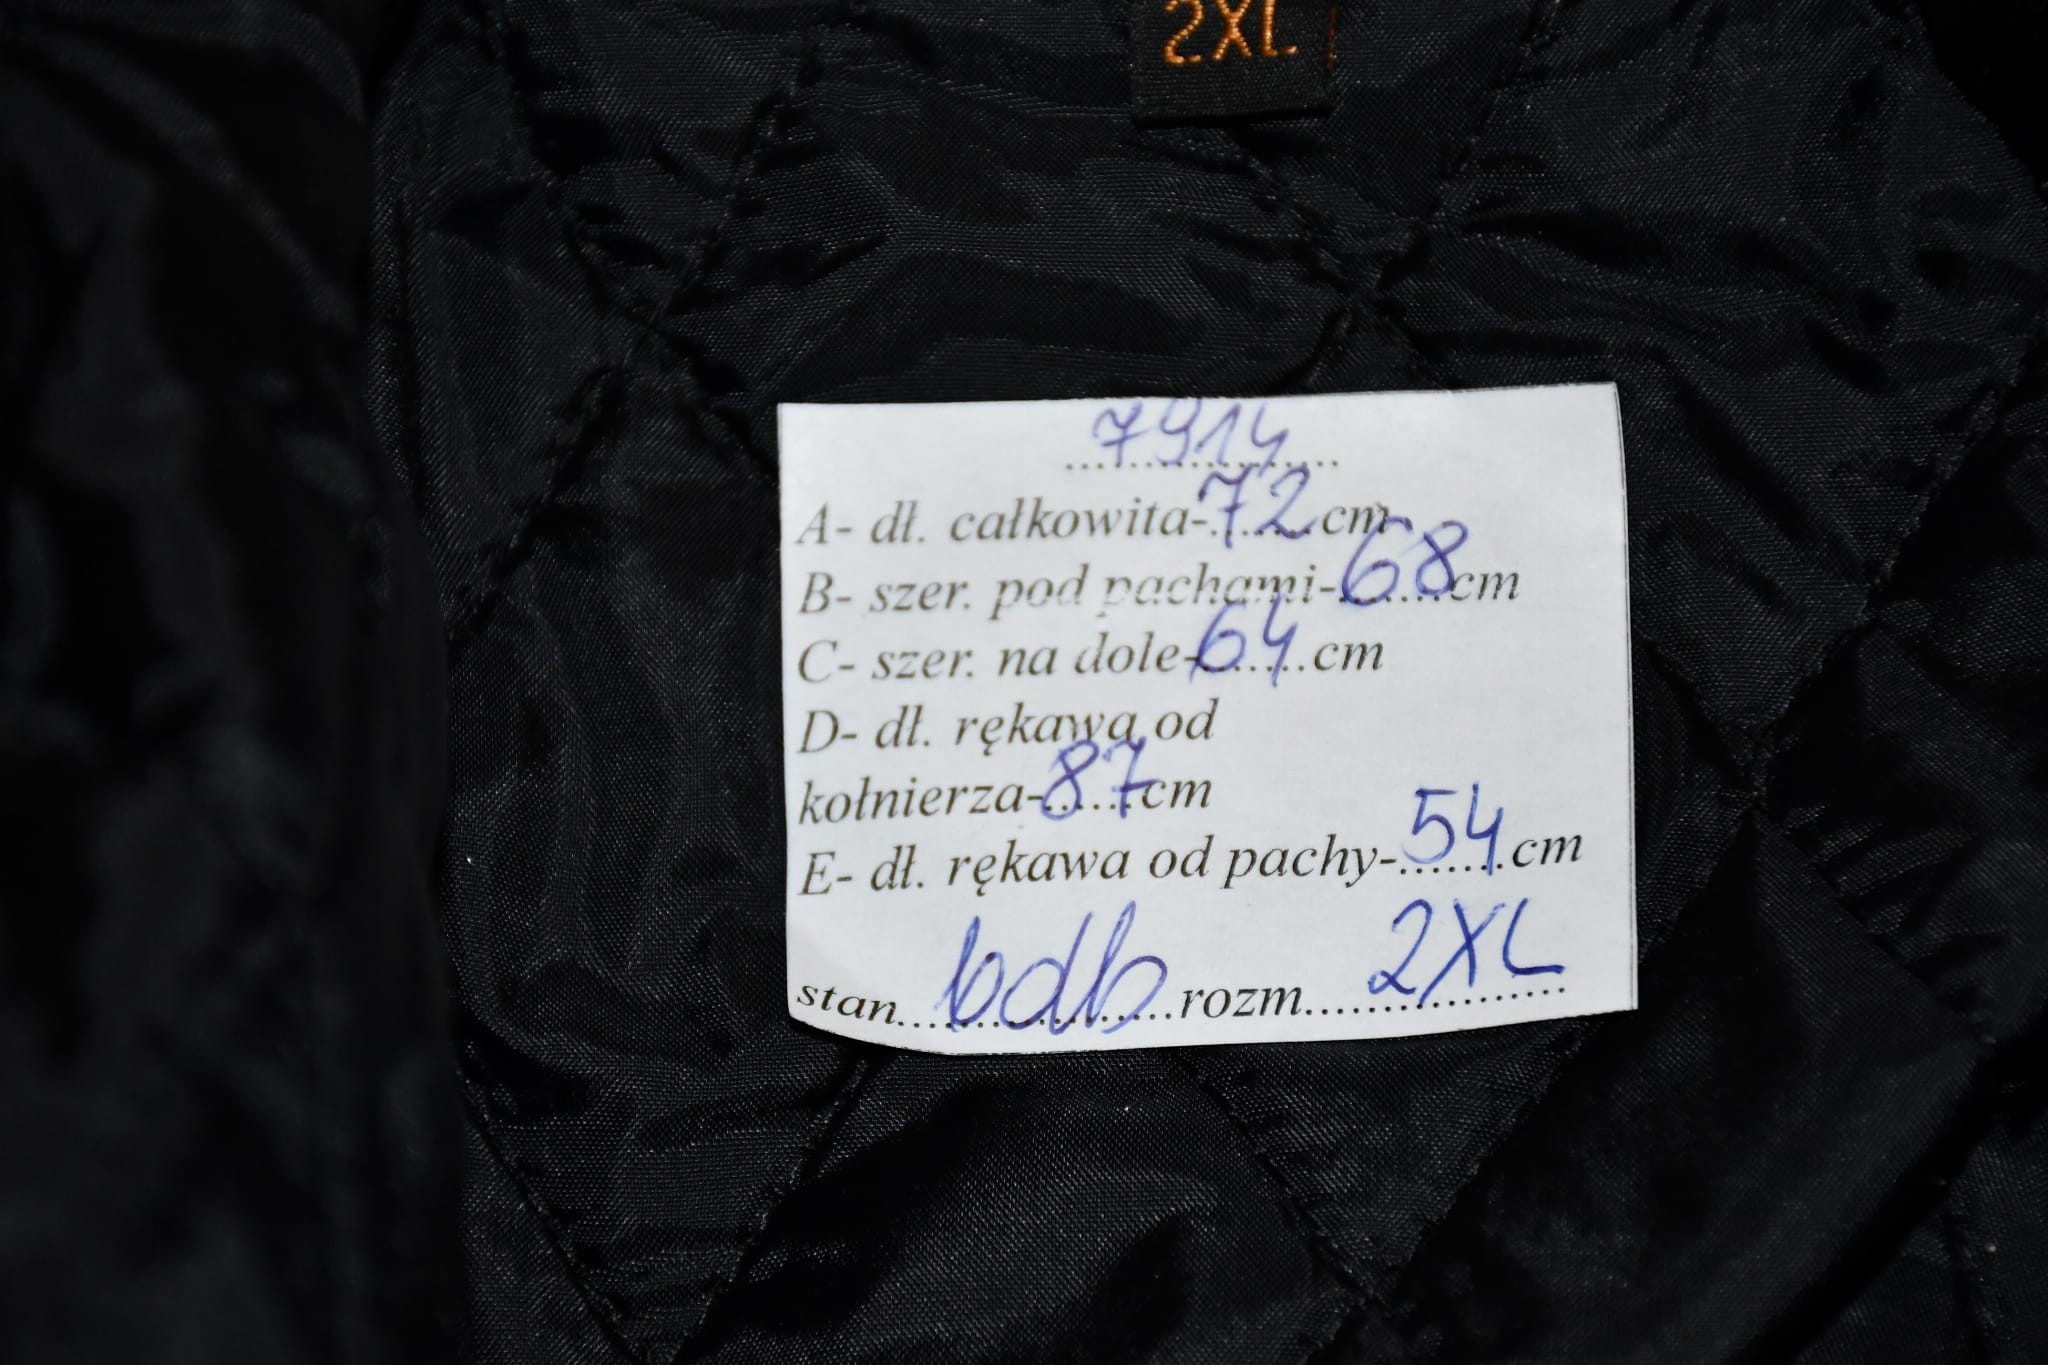 2XL
7914
A- dł. całkowita-72cm
B- szer. pod pachami-68cm
C- szer. na dole-64cm
D- dł. rękawa od
kołnierza-87cm
E- dł. rękawa od pachy-54cm
stan bdb rozm. 2XL